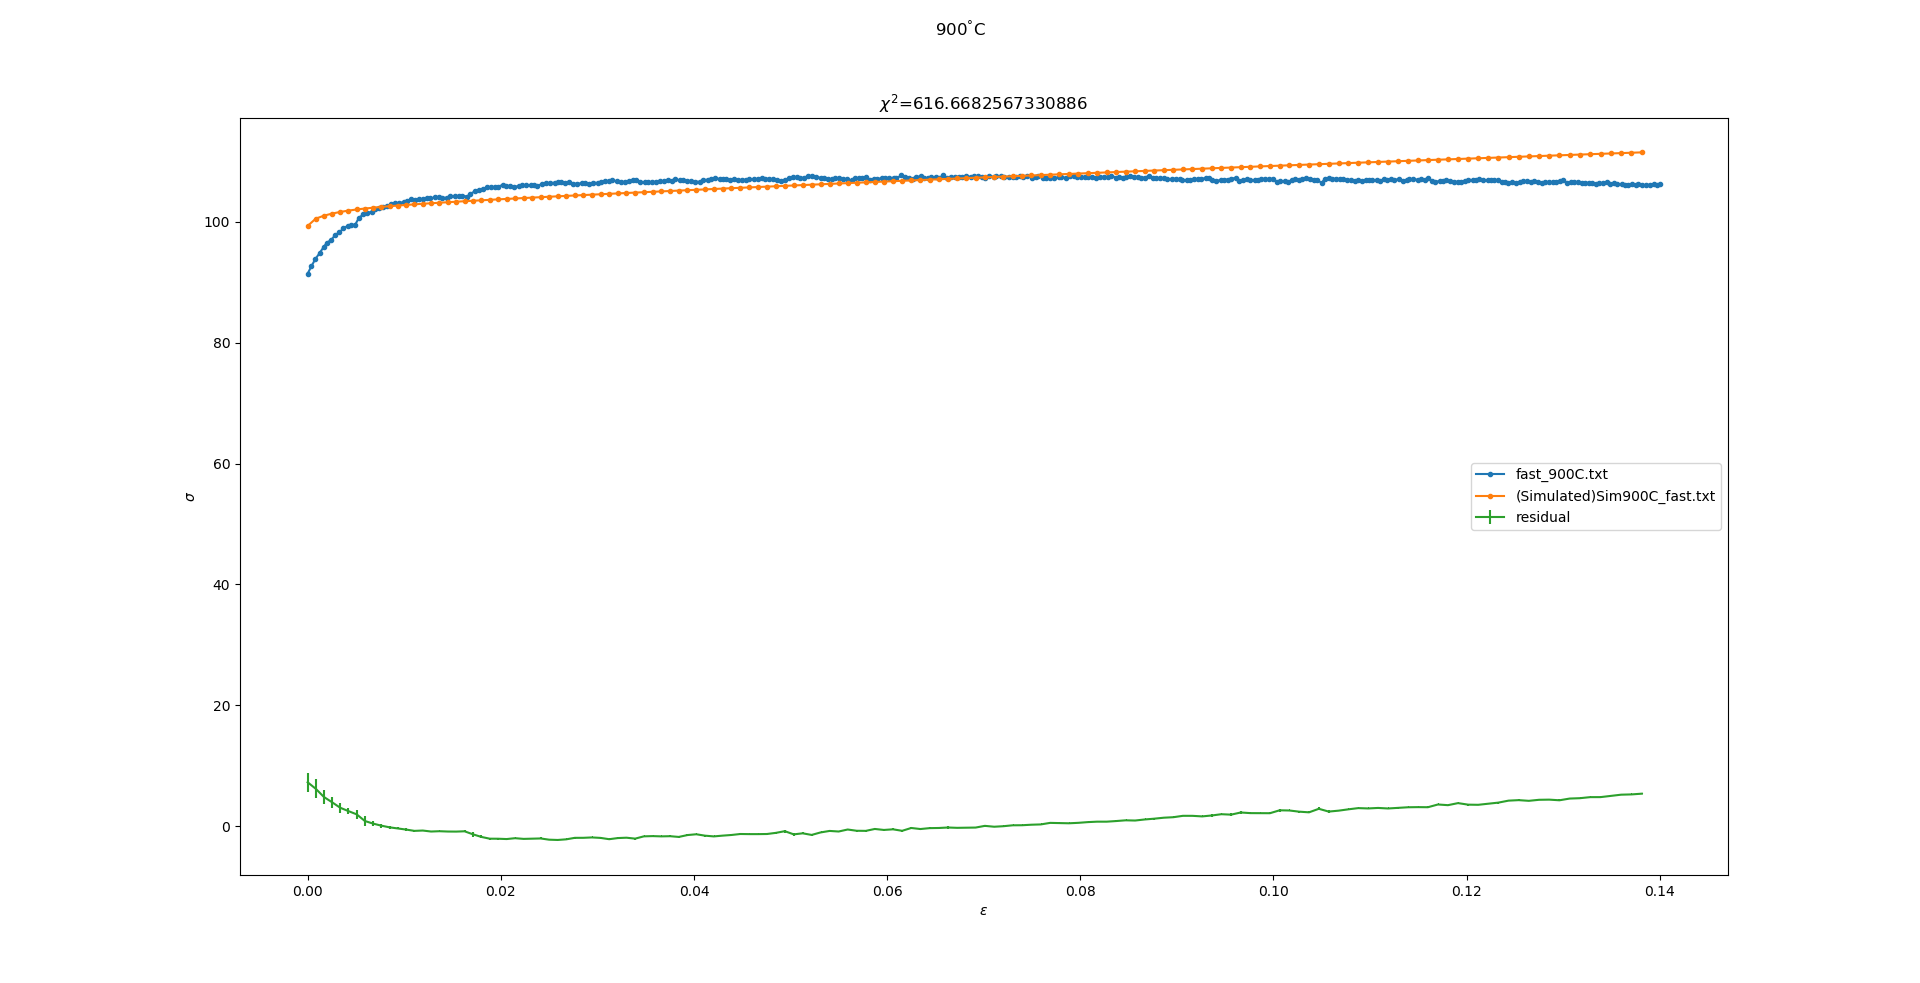 900°C
χ²=616.6682567330886
100
80
60
40
20
0
σ
fast_900C.txt
(Simulated)Sim900C_fast.txt
residual
0.00 0.02 0.04 0.06 0.08 0.10 0.12 0.14
ε